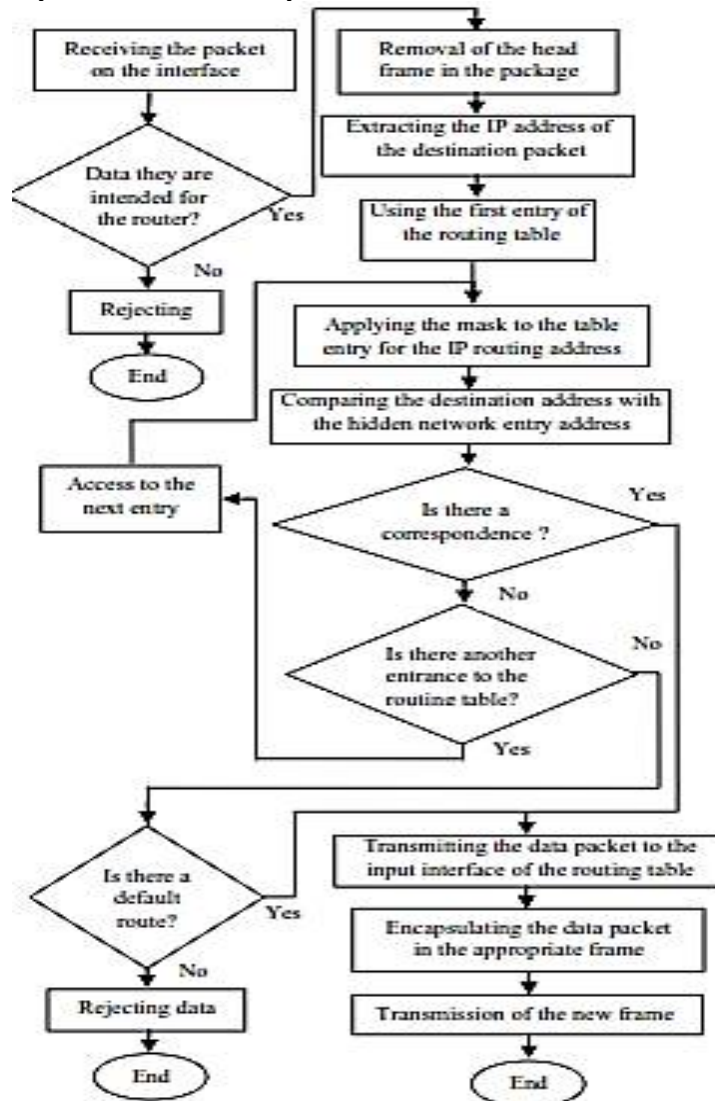 Receiving the packet
on the interface
Data they are
intended for
the router?
Yes
No
Rejecting
End
Removal of the head
frame in the package
Extracting the IP address of
the destination packet
Using the first entry of
the routing table
Applying the mask to the table
entry for the IP routing address
Comparing the destination address with
the hidden network entry address
Access to the
next entry
Is there a
correspondence ?
Yes
No
Is there another
entrance to the
routine table?
No
Yes
Is there a
default
route?
Yes
No
Rejecting data
End
Transmitting the data packet to the
input interface of the routing table
Encapsulating the data packet
in the appropriate frame
Transmission of the new frame
End